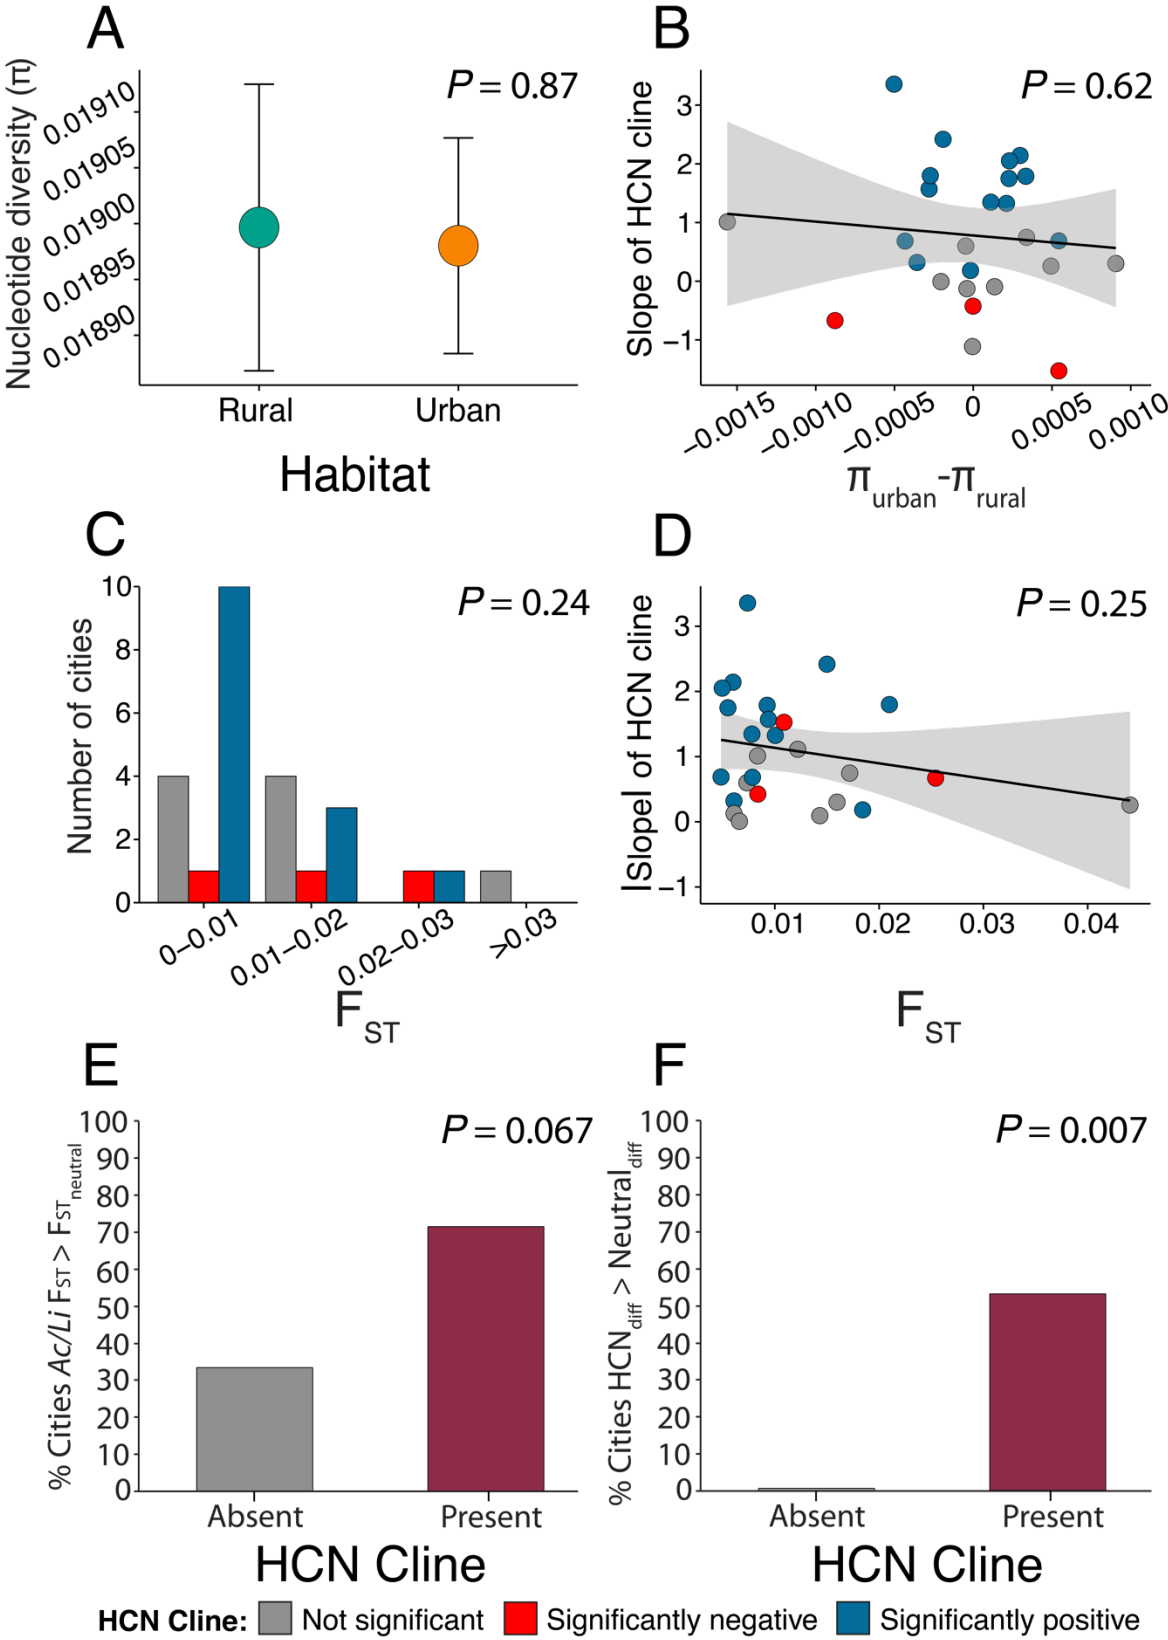 A
Nucleotide diversity (π)
0.01910
0.01905
0.01900
0.01895
0.01890
P = 0.87
Rural
Urban
Habitat
B
Slope of HCN cline
3
2
1
0
−1
P = 0.62
−0.0015
−0.0010
−0.0005
0
0.0005
0.0010
πurban-πrural
C
Number of cities
10
8
6
4
2
0
P = 0.24
0−0.01
0.01−0.02
0.02−0.03
>0.03
FST
D
|Slope| of HCN cline
3
2
1
0
−1
P = 0.25
0.01
0.02
0.03
0.04
FST
E
% Cities Ac/Li FST > FSTneutral
100
90
80
70
60
50
40
30
20
10
0
P = 0.067
Absent
Present
HCN Cline
F
% Cities HCNdiff > Neutraldiff
100
90
80
70
60
50
40
30
20
10
0
P = 0.007
Absent
Present
HCN Cline
HCN Cline: Not significant Significantly negative Significantly positive